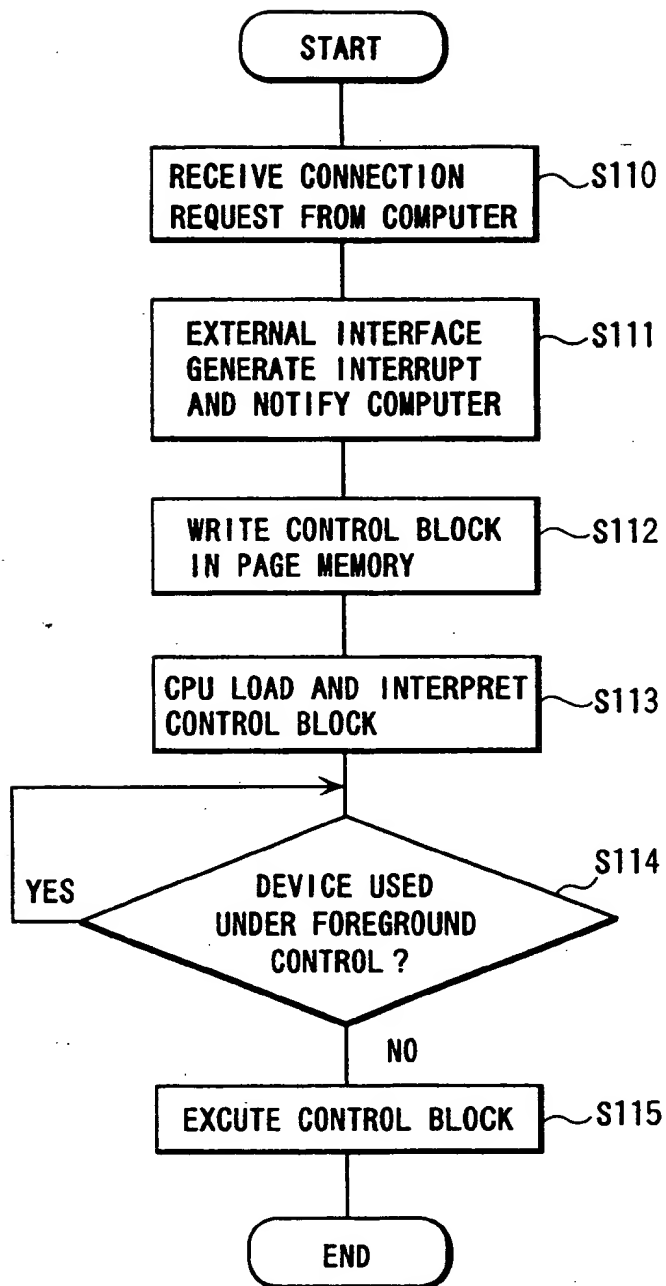 START
RECEIVE CONNECTION
REQUEST FROM COMPUTER
S110
EXTERNAL INTERFACE
GENERATE INTERRUPT
AND NOTIFY COMPUTER
S111
WRITE CONTROL BLOCK
IN PAGE MEMORY
S112
CPU LOAD AND INTERPRET
CONTROL BLOCK
S113
DEVICE USED
UNDER FOREGROUND
CONTROL ?
S114
YES
NO
EXCUTE CONTROL BLOCK
S115
END